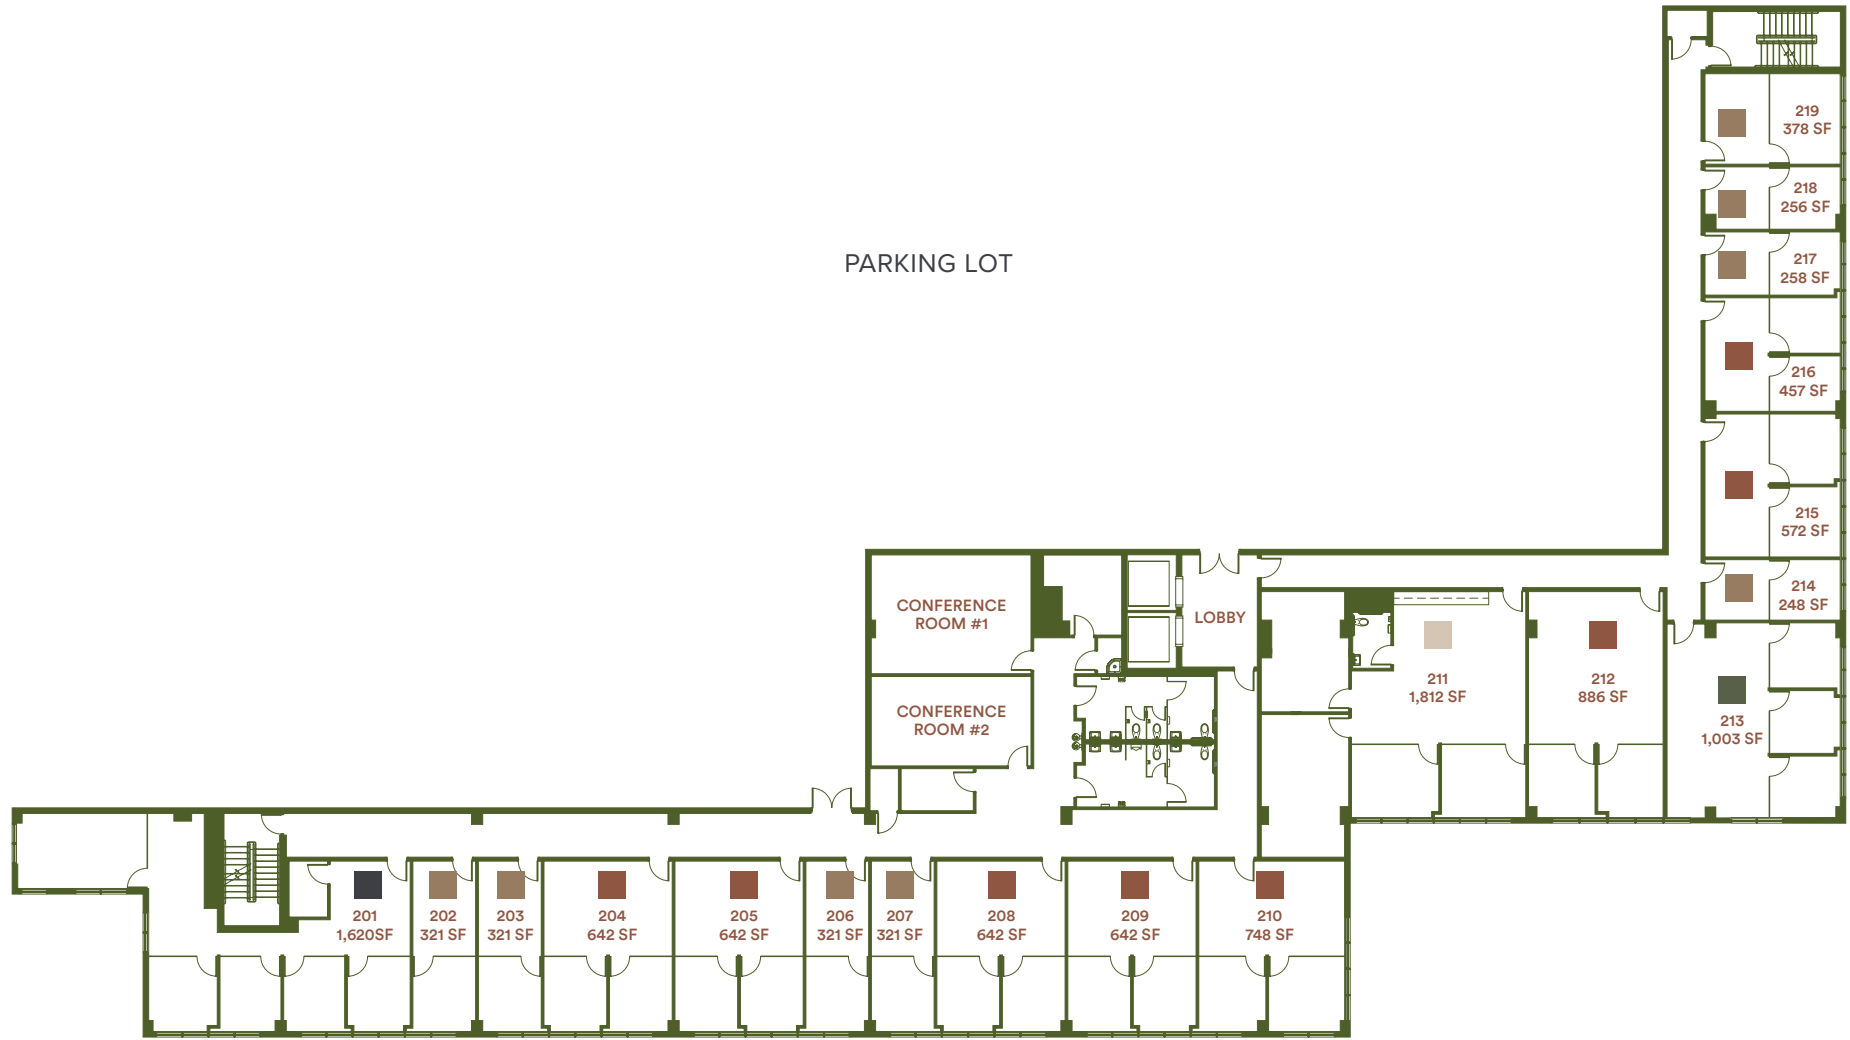 219
378 SF
218
256 SF
PARKING LOT
217
258 SF
216
457 SF
215
572 SF
214
248 SF
CONFERENCE
ROOM #1
LOBBY
211
1,812 SF
212
886 SF
213
1,003 SF
CONFERENCE
ROOM #2
201
1,620SF
202
321 SF
203
321 SF
204
642 SF
205
642 SF
206
321 SF
207
321 SF
208
642 SF
209
642 SF
210
748 SF